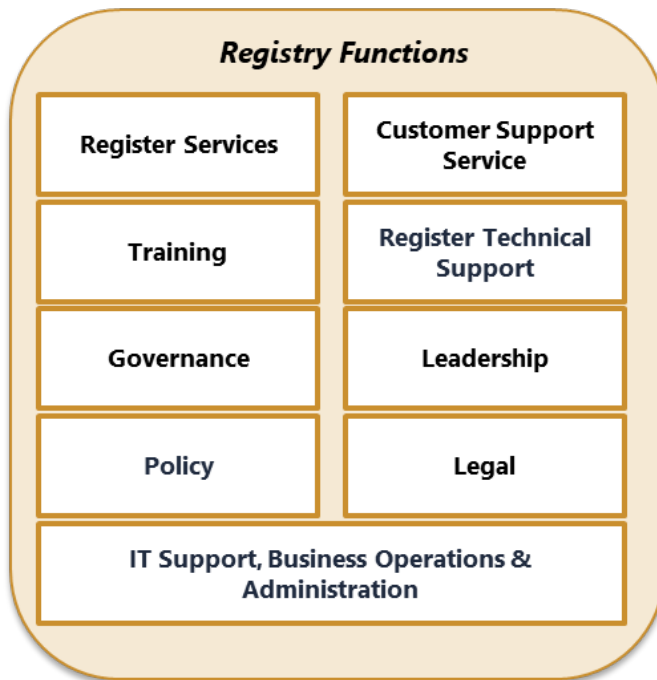 Registry Functions
Register Services
Customer Support
Service
Training
Register Technical
Support
Governance
Leadership
Policy
Legal
IT Support, Business Operations &
Administration